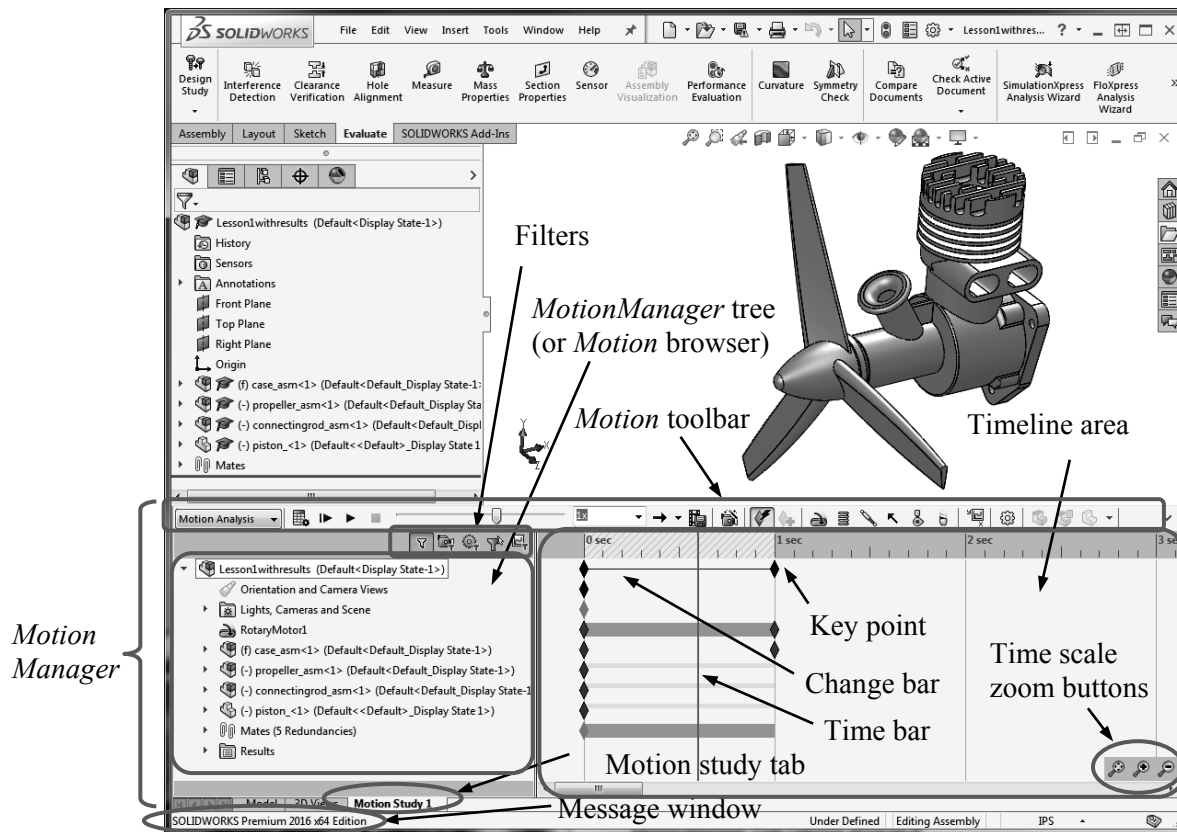 SOLIDWORKS File Edit View Insert Tools Window Help Lesson1withres... ?
Design Study
Interference Detection
Clearance Verification
Hole Alignment
Measure
Mass Properties
Section Properties
Sensor
Assembly Visualization
Performance Evaluation
Curvature
Symmetry Check
Compare Documents
Check Active Document
SimulationXpress Analysis Wizard
FloXpress Analysis Wizard
Assembly Layout Sketch Evaluate SOLIDWORKS Add-Ins
Lesson1withresults (Default<Display State-1>)
History
Sensors
A Annotations
Front Plane
Top Plane
Right Plane
Origin
(f) case_asm<1> (Default<Default_Display State-1>
(-) propeller_asm<1> (Default<Default_Display Sta
(-) connectingrod_asm<1> (Default<Default_Displ
(-) piston_<1> (Default<<Default>_Display State 1
Mates
Filters
MotionManager tree
(or Motion browser)
Motion toolbar
Timeline area
Y
X
Z
Motion Analysis
1x
0 sec 1 sec 2 sec 3 se
Lesson1withresults (Default<Display State-1>)
Orientation and Camera Views
Lights, Cameras and Scene
RotaryMotor1
(f) case_asm<1> (Default<Default_Display State-1>)
(-) propeller_asm<1> (Default<Default_Display State-1>)
(-) connectingrod_asm<1> (Default<Default_Display State-1
(-) piston_<1> (Default<<Default>_Display State 1>)
Mates (5 Redundancies)
Results
Motion
Manager
Key point
Change bar
Time bar
Time scale
zoom buttons
Motion study tab
Model 3D Views Motion Study 1
Message window
SOLIDWORKS Premium 2016 x64 Edition Under Defined Editing Assembly IPS